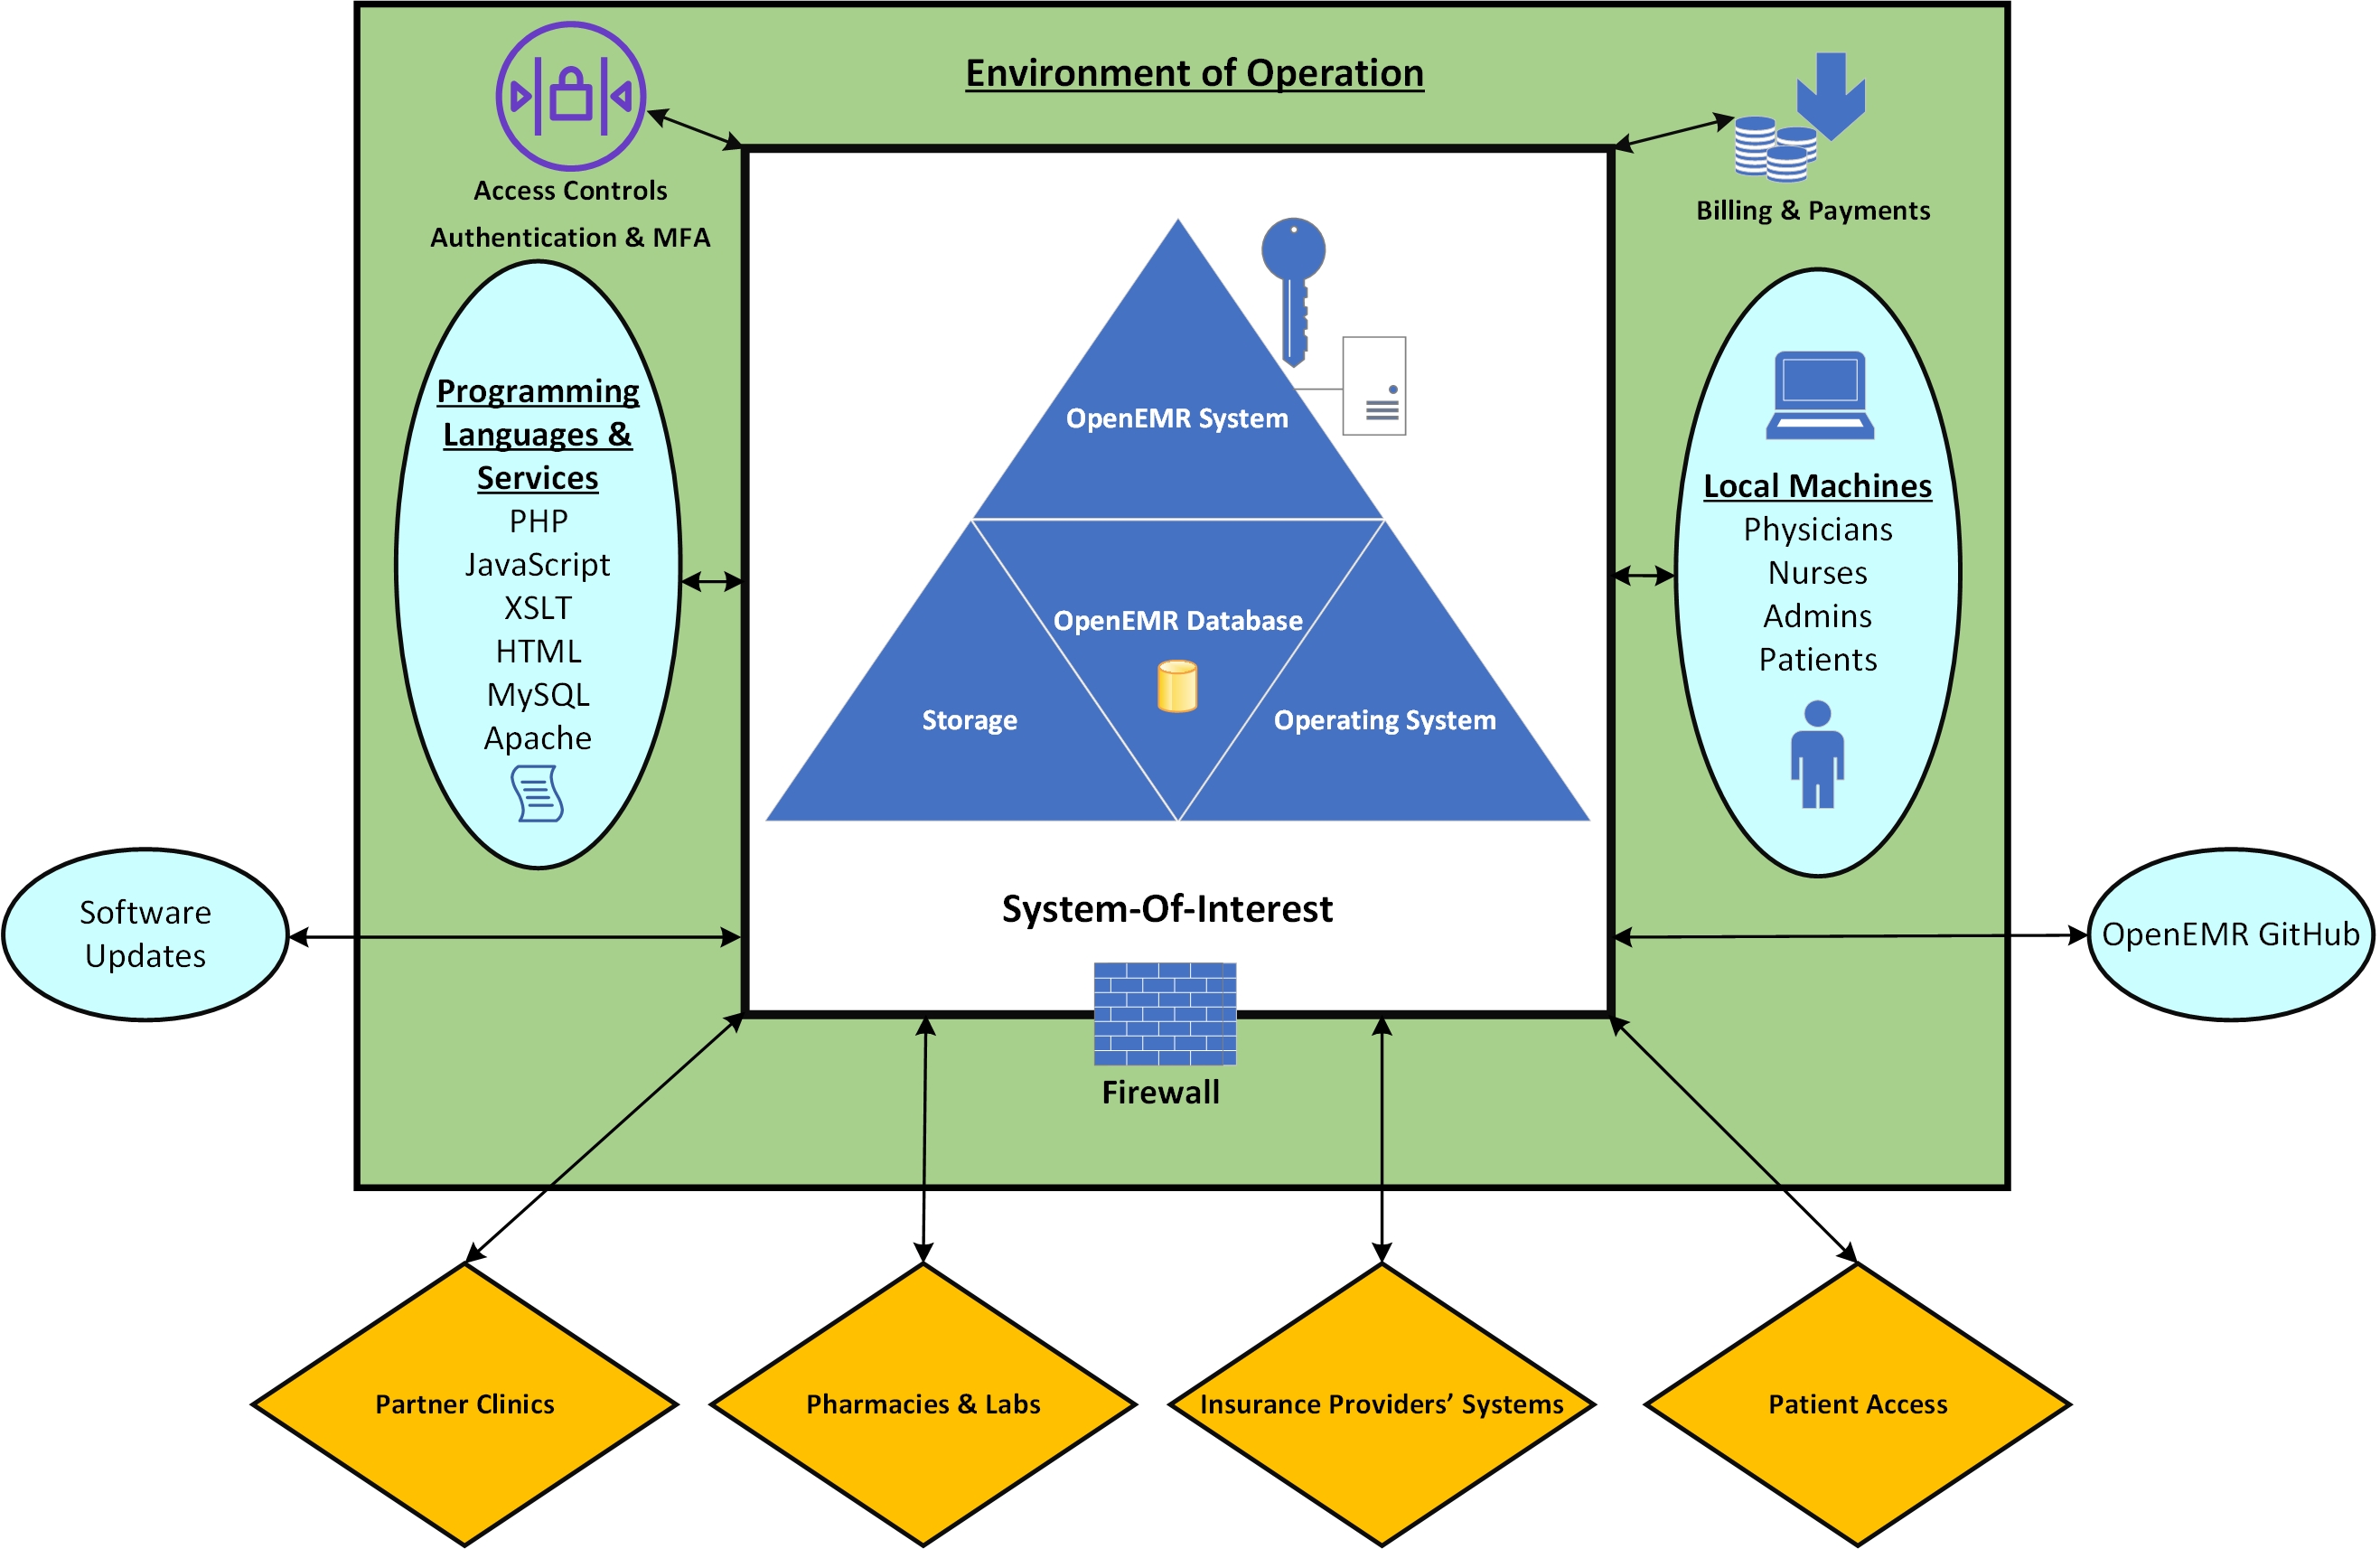 Environment of Operation
Access Controls
Authentication & MFA
Billing & Payments
Programming
Languages &
Services
PHP
JavaScript
XSLT
HTML
MySQL
Apache
OpenEMR System
OpenEMR Database
Storage
Operating System
Local Machines
Physicians
Nurses
Admins
Patients
Software
Updates
System-Of-Interest
OpenEMR GitHub
Firewall
Partner Clinics
Pharmacies & Labs
Insurance Providers’ Systems
Patient Access